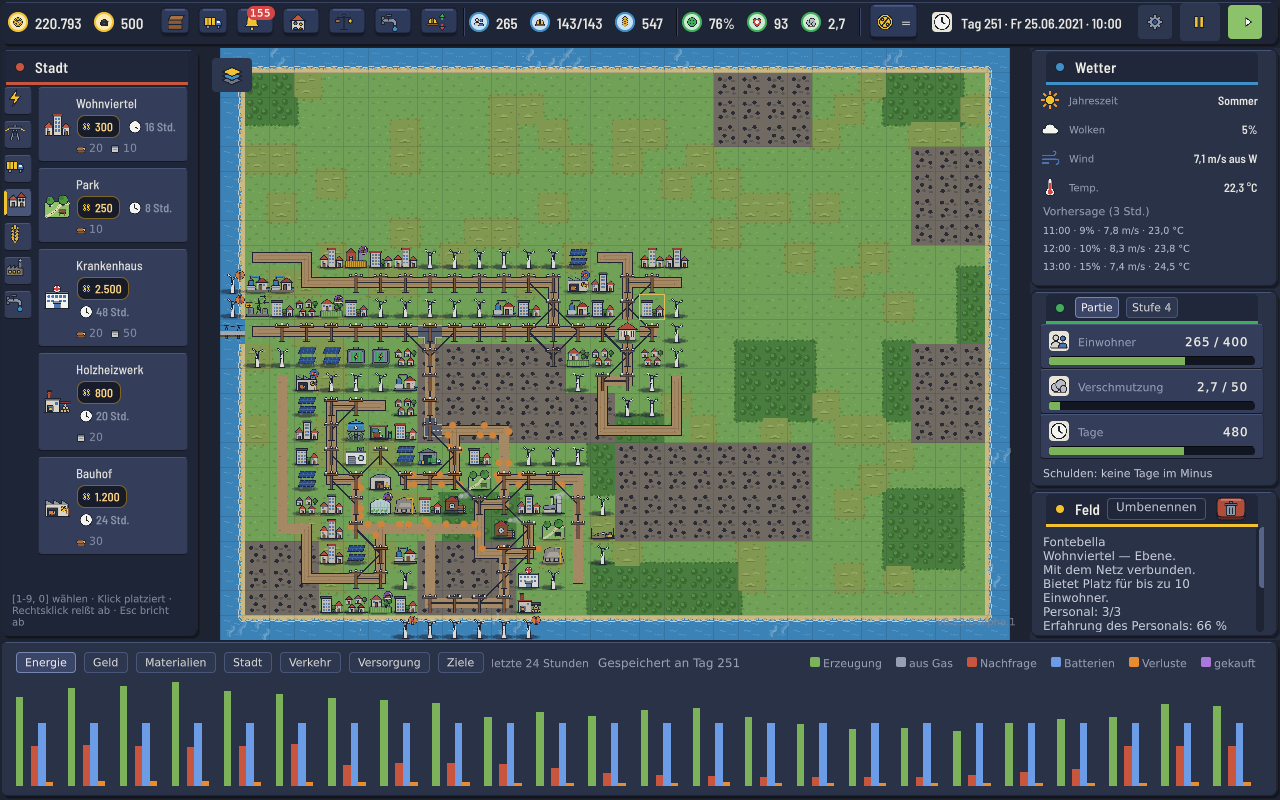 220.793
500
155
265
143/143
547
76%
93
2,7
=
Tag 251 · Fr 25.06.2021 · 10:00
Stadt
Wohnviertel
300
16 Std.
20
10
Park
250
8 Std.
10
Krankenhaus
2.500
48 Std.
20
50
Holzheizwerk
800
20 Std.
20
Bauhof
1.200
24 Std.
30
[1-9, 0] wählen · Klick platziert ·
Rechtsklick reißt ab · Esc bricht
ab
Wetter
Jahreszeit
Sommer
Wolken
5%
Wind
7,1 m/s aus W
Temp.
22,3 °C
Vorhersage (3 Std.)
11:00 · 9% · 7,8 m/s · 23,0 °C
12:00 · 10% · 8,3 m/s · 23,8 °C
13:00 · 15% · 7,4 m/s · 24,5 °C
Partie
Stufe 4
Einwohner
265 / 400
Verschmutzung
2,7 / 50
Tage
480
Schulden: keine Tage im Minus
Feld
Umbenennen
Fontebella
Wohnviertel — Ebene.
Mit dem Netz verbunden.
Bietet Platz für bis zu 10
Einwohner.
Personal: 3/3
Erfahrung des Personals: 66 %
Energie
Geld
Materialien
Stadt
Verkehr
Versorgung
Ziele
letzte 24 Stunden
Gespeichert an Tag 251
Erzeugung
aus Gas
Nachfrage
Batterien
Verluste
gekauft